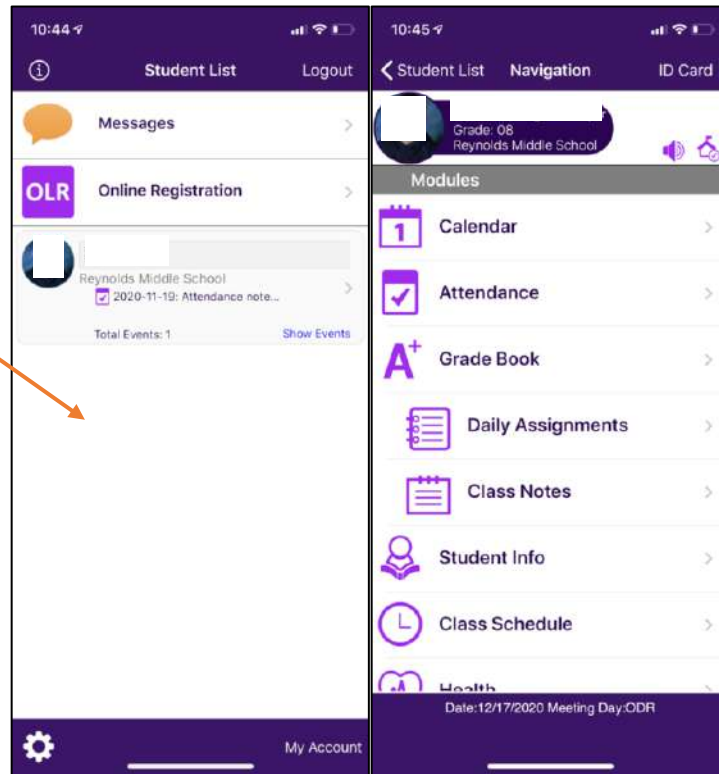 10:44
Student List
Logout
Messages
OLR
Online Registration
Reynolds Middle School
2020-11-19: Attendance note...
Total Events: 1
Show Events
My Account
10:45
Student List
Navigation
ID Card
Grade: 08
Reynolds Middle School
Modules
1
Calendar
Attendance
A+
Grade Book
Daily Assignments
Class Notes
Student Info
Class Schedule
Health
Date:12/17/2020 Meeting Day:ODR